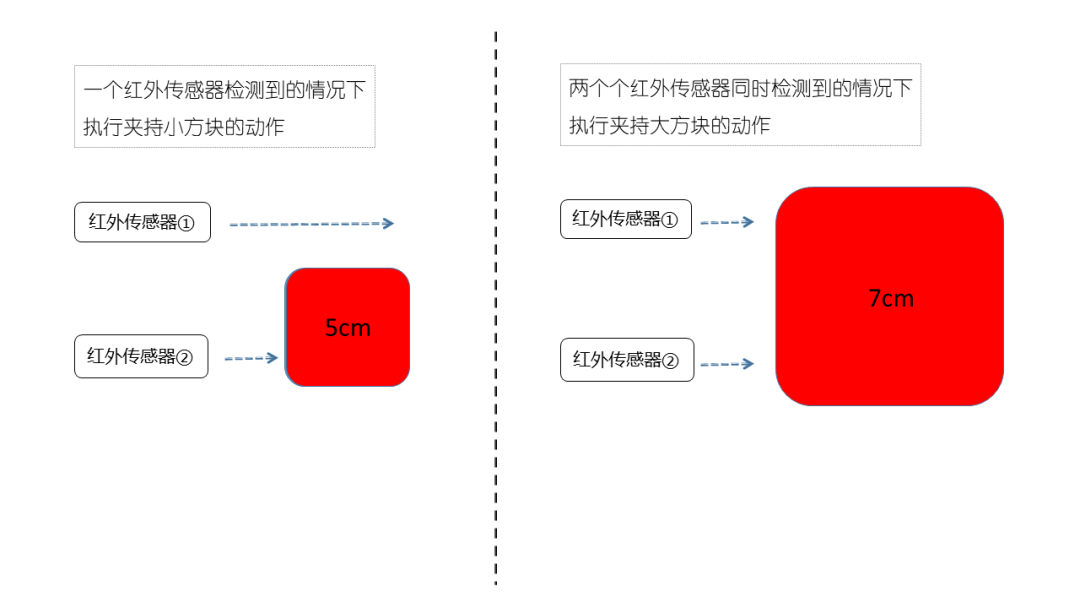 一个红外传感器检测到的情况下
执行夹持小方块的动作
红外传感器①
5cm
红外传感器②
两个个红外传感器同时检测到的情况下
执行夹持大方块的动作
红外传感器①
7cm
红外传感器②